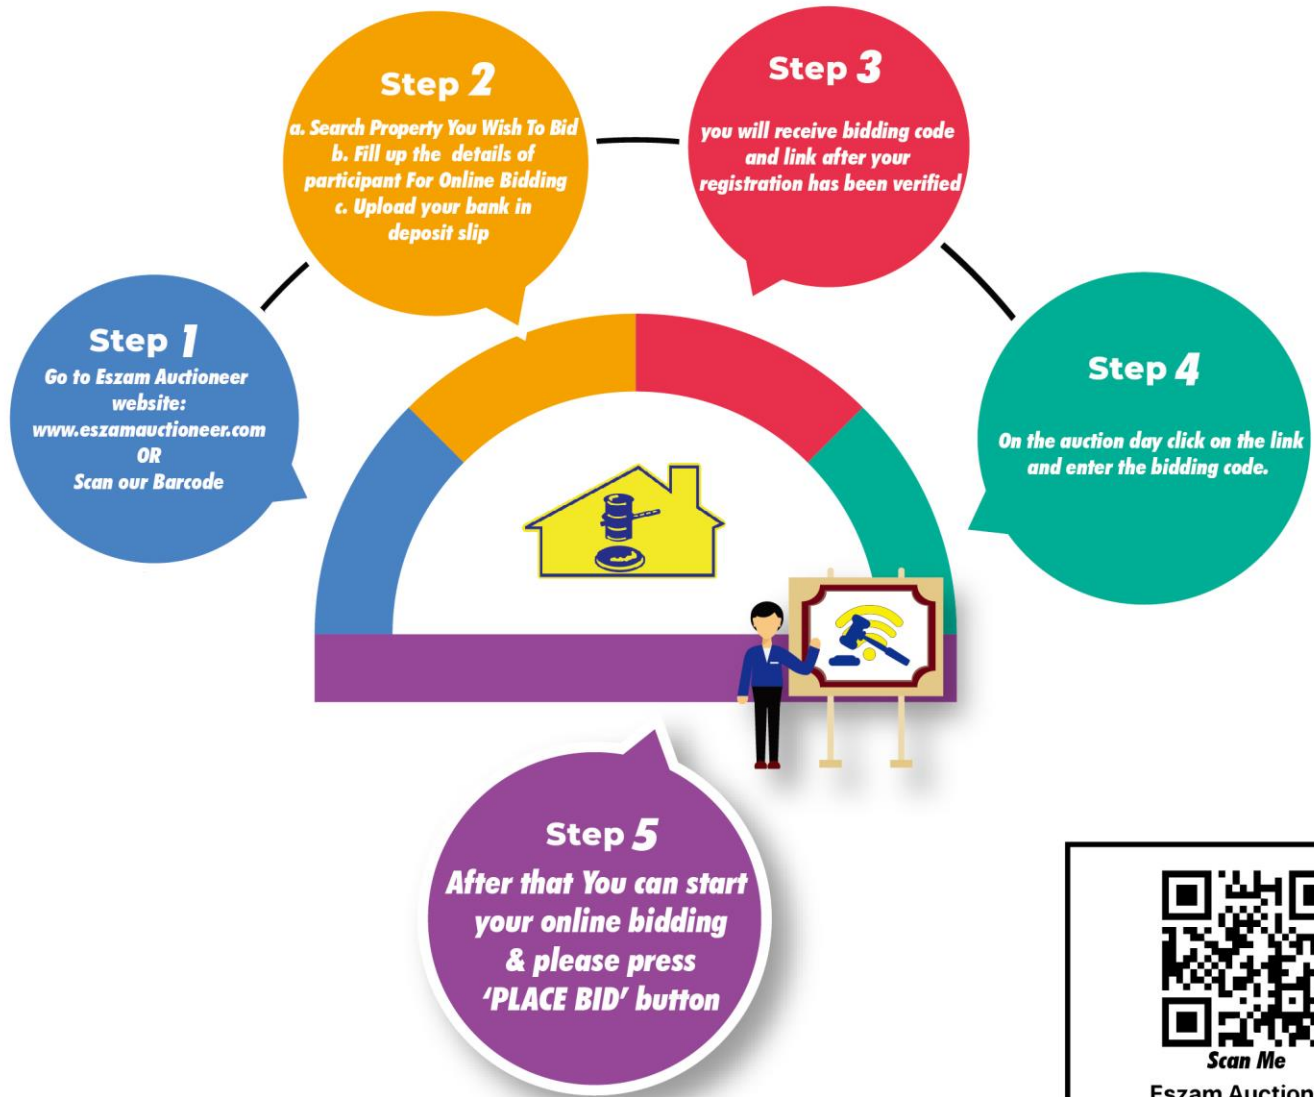 Step 1
Go to Eszam Auctioneer
website:
www.eszamauctioneer.com
OR
Scan our Barcode
Step 2
a. Search Property You Wish To Bid
b. Fill up the details of
participant For Online Bidding
c. Upload your bank in
deposit slip
Step 3
you will receive bidding code
and link after your
registration has been verified
Step 4
On the auction day click on the link
and enter the bidding code.
Step 5
After that You can start
your online bidding
& please press
‘PLACE BID’ button
Scan Me
Eszam Auction